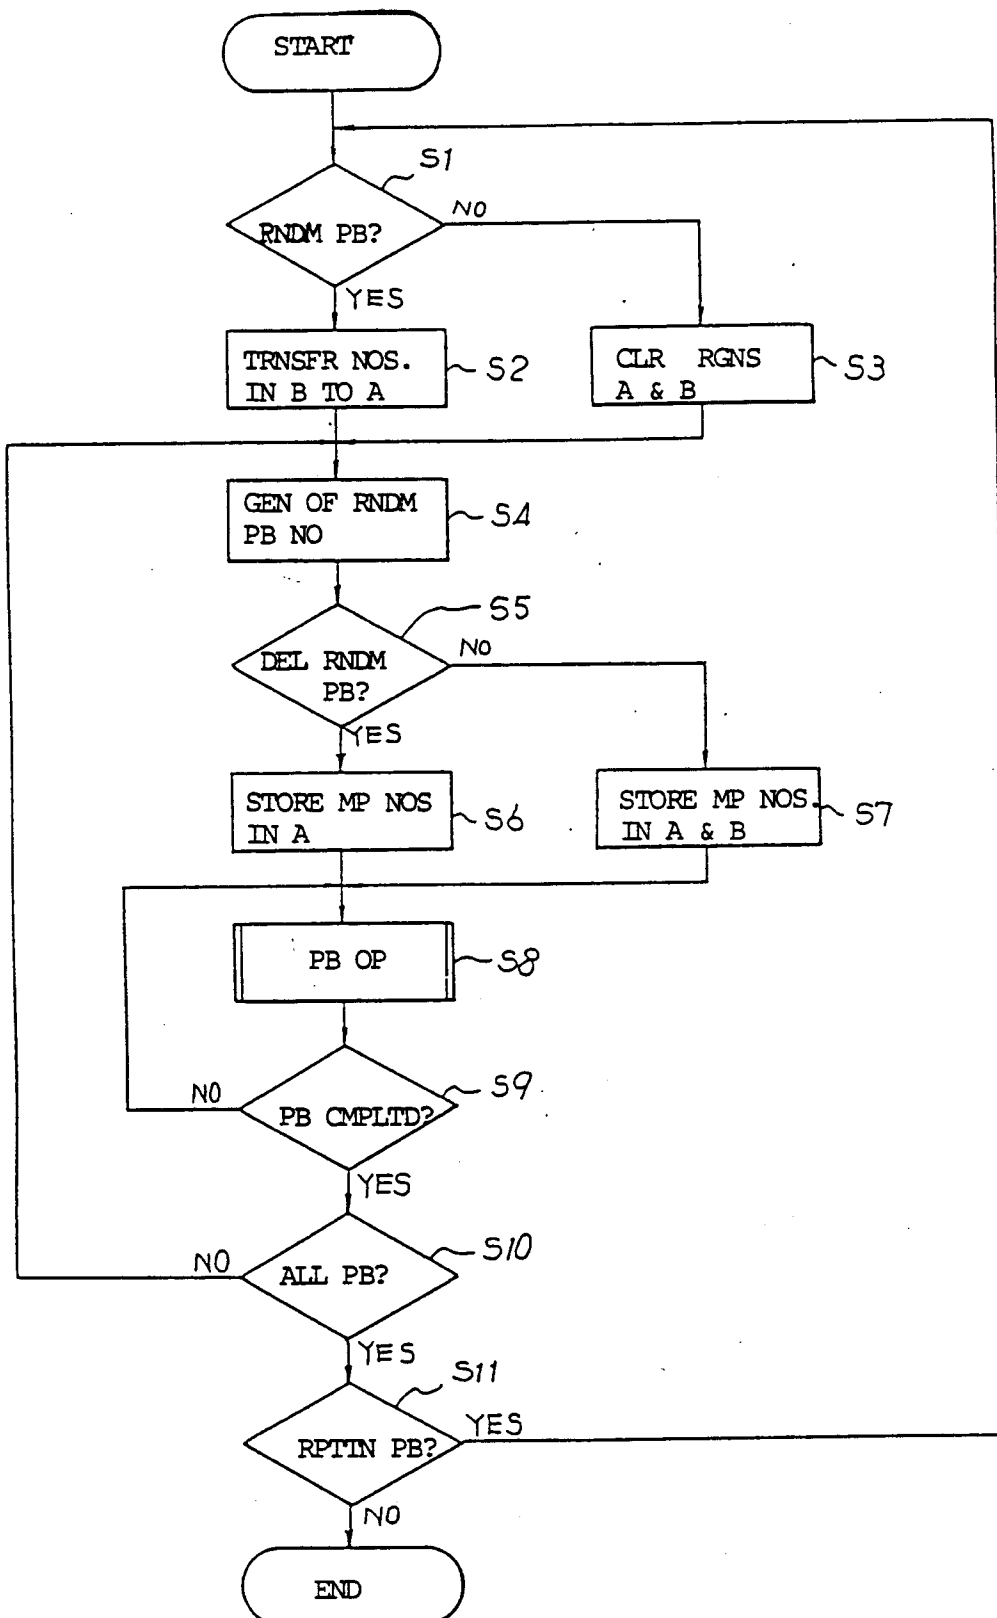 START
S1
RNDM PB?
NO
YES
TRNSFR NOS.
IN B TO A
S2
CLR RGNS
A & B
S3
GEN OF RNDM
PB NO
S4
S5
DEL RNDM
PB?
NO
YES
STORE MP NOS
IN A
S6
STORE MP NOS.
IN A & B
S7
PB OP
S8
S9
PB CMPLTD?
NO
YES
S10
ALL PB?
NO
YES
S11
RPTTN PB?
YES
NO
END